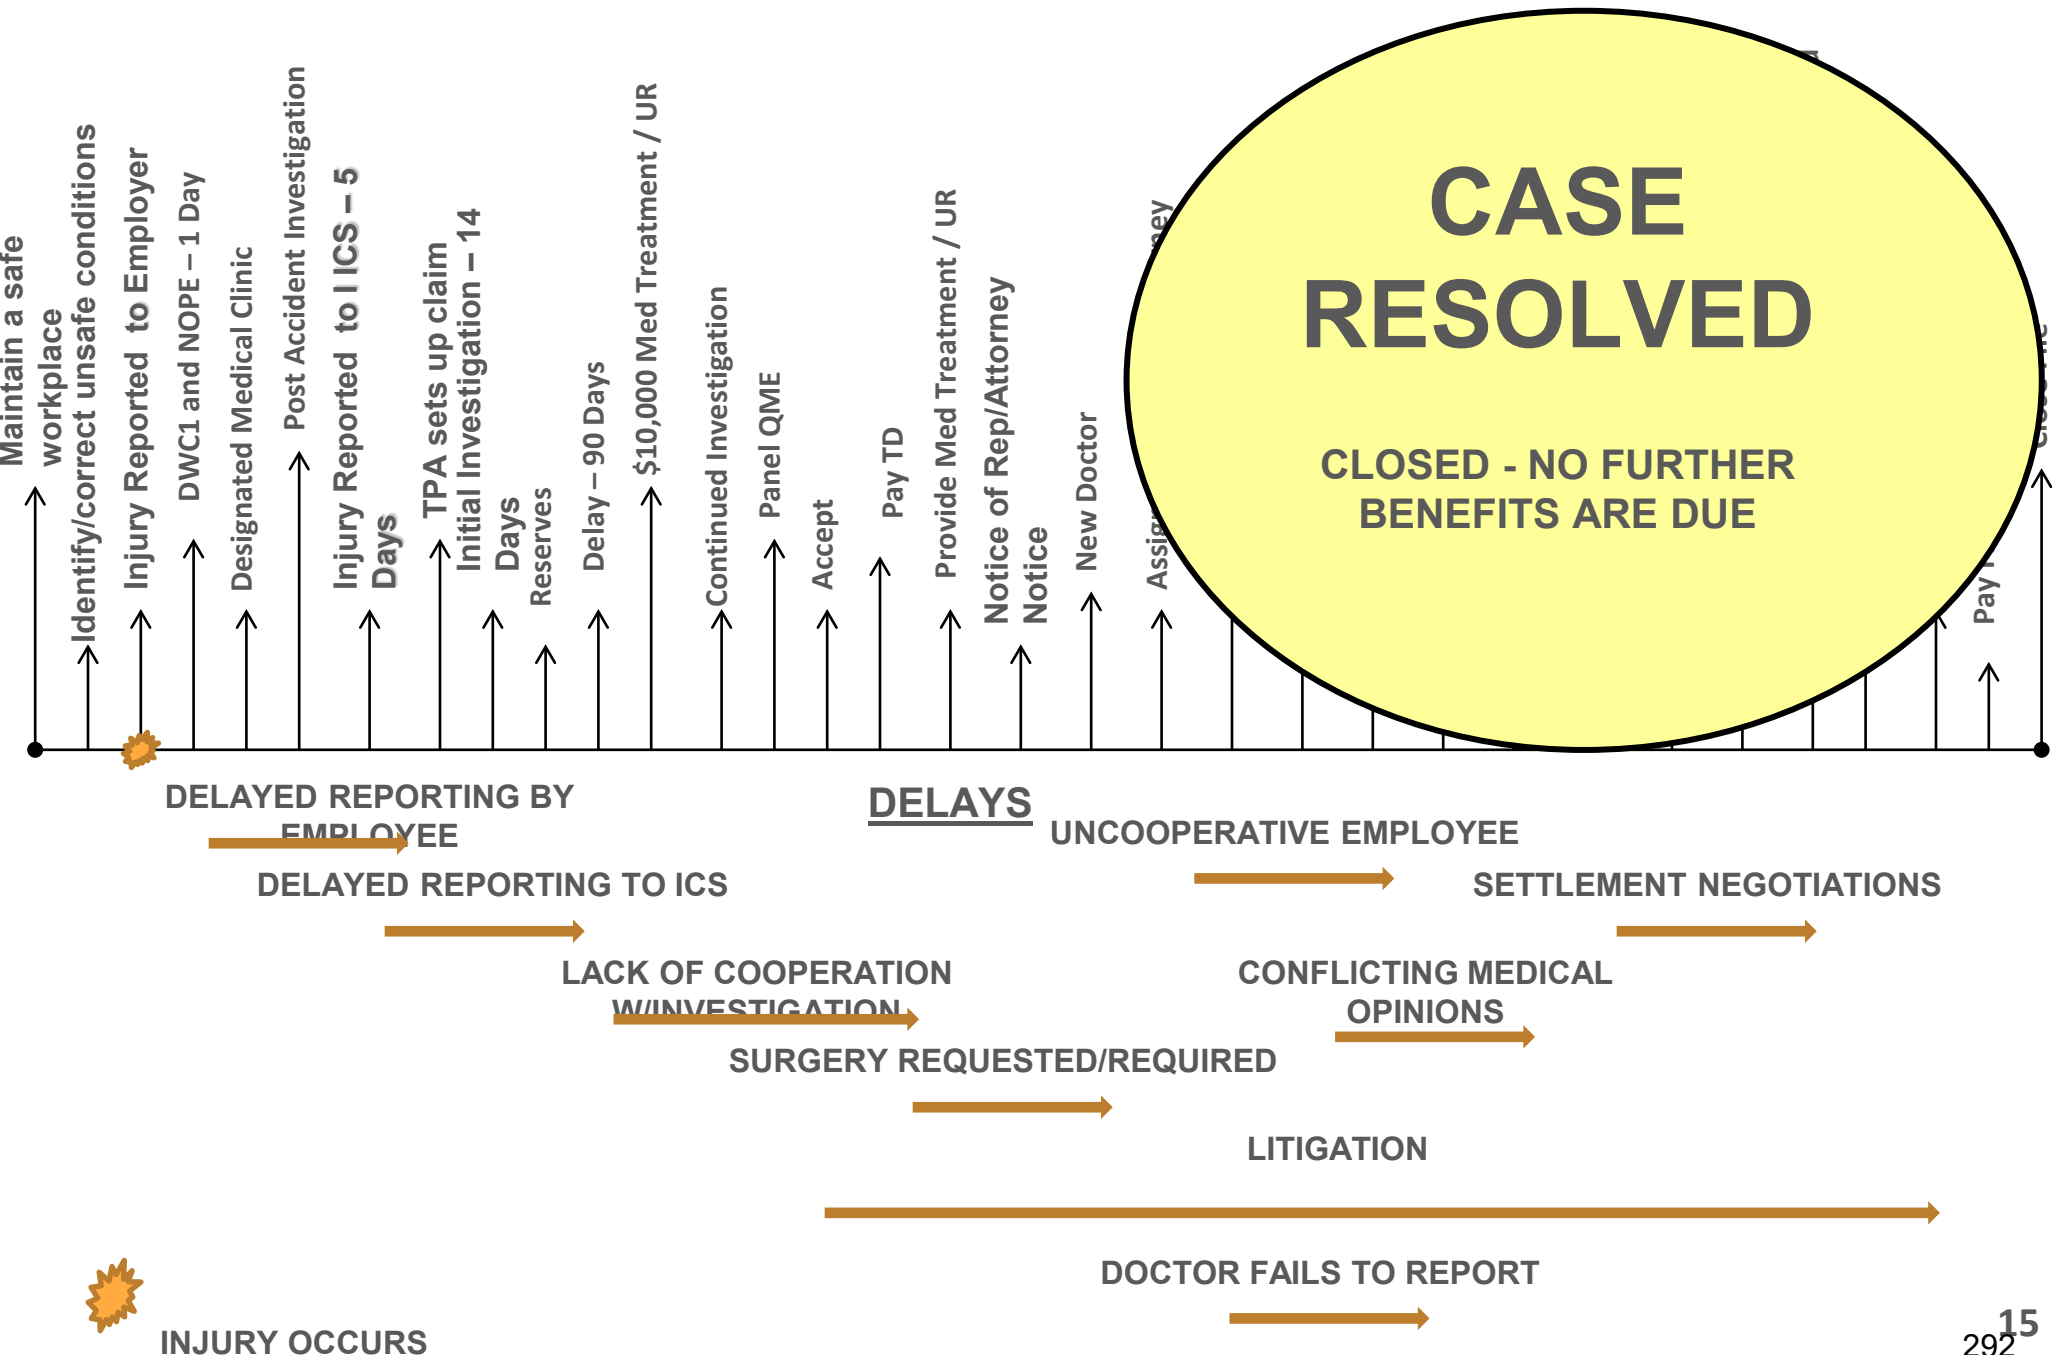 Maintain a safe
workplace
Identify/correct unsafe conditions
Injury Reported to Employer
DWC1 and NOPE – 1 Day
Designated Medical Clinic
Post Accident Investigation
Injury Reported to ICS – 5
Days
TPA sets up claim
Initial Investigation – 14
Days
Reserves
Delay – 90 Days
$10,000 Med Treatment / UR
Continued Investigation
Panel QME
Accept
Pay TD
Provide Med Treatment / UR
Notice of Rep/Attorney
Notice
New Doctor
Pay
CASE
RESOLVED
CLOSED - NO FURTHER
BENEFITS ARE DUE
DELAYS
DELAYED REPORTING BY
EMPLOYEE
DELAYED REPORTING TO ICS
LACK OF COOPERATION
W/INVESTIGATION
SURGERY REQUESTED/REQUIRED
UNCOOPERATIVE EMPLOYEE
SETTLEMENT NEGOTIATIONS
CONFLICTING MEDICAL
OPINIONS
LITIGATION
DOCTOR FAILS TO REPORT
INJURY OCCURS
15
292